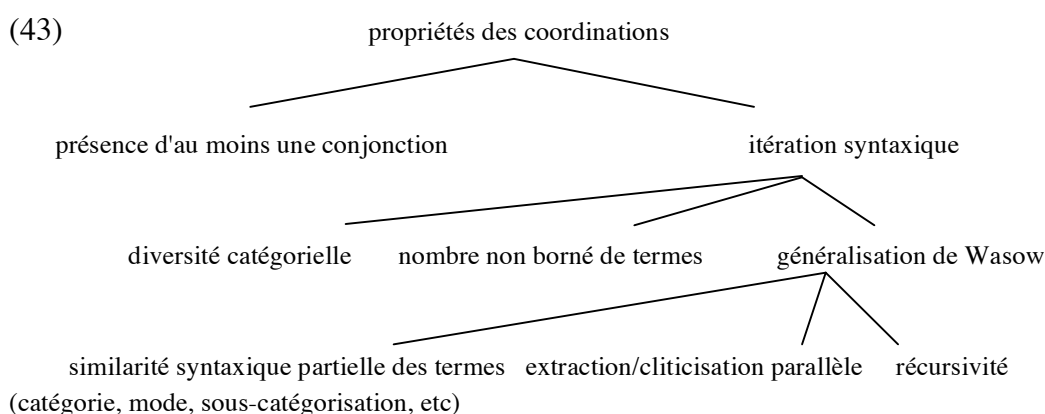 (43) propriétés des coordinations
présence d'au moins une conjonction itération syntaxique
diversité catégorielle nombre non borné de termes généralisation de Wasow
similarité syntaxique partielle des termes extraction/cliticisation parallèle récursivité
(catégorie, mode, sous-catégorisation, etc)